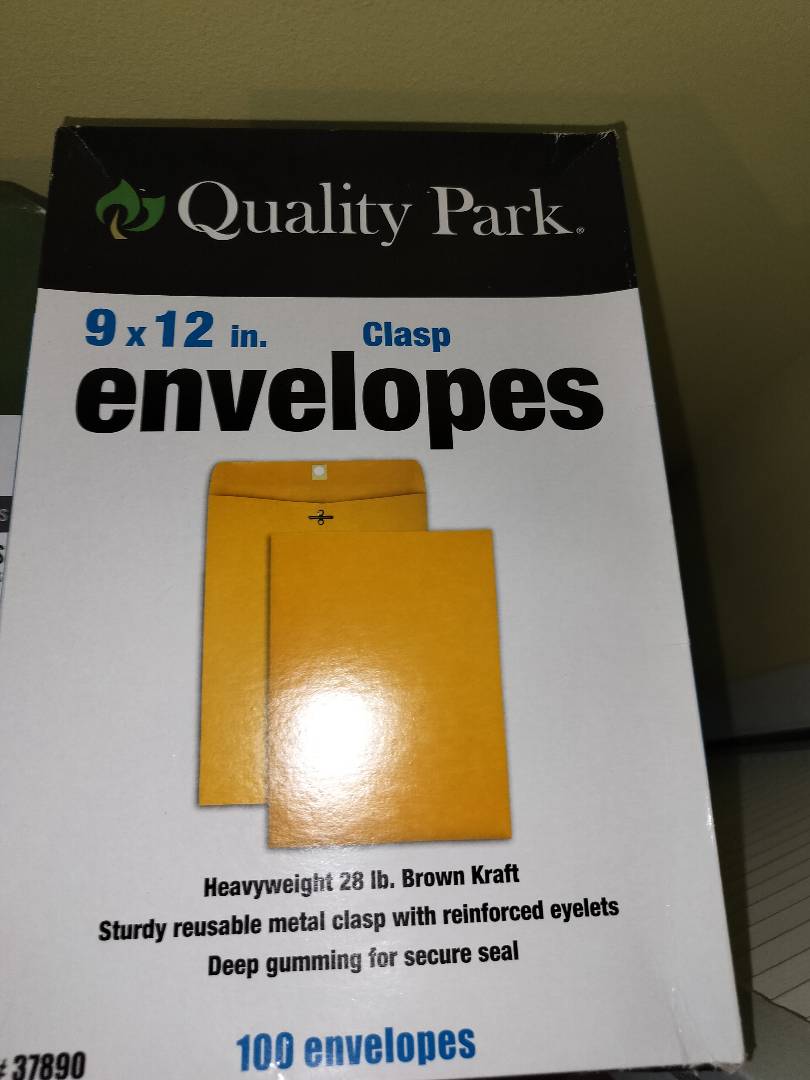 Quality Park®
9 x 12 in. Clasp
envelopes
Heavyweight 28 lb. Brown Kraft
Sturdy reusable metal clasp with reinforced eyelets
Deep gumming for secure seal
100 envelopes
# 37890